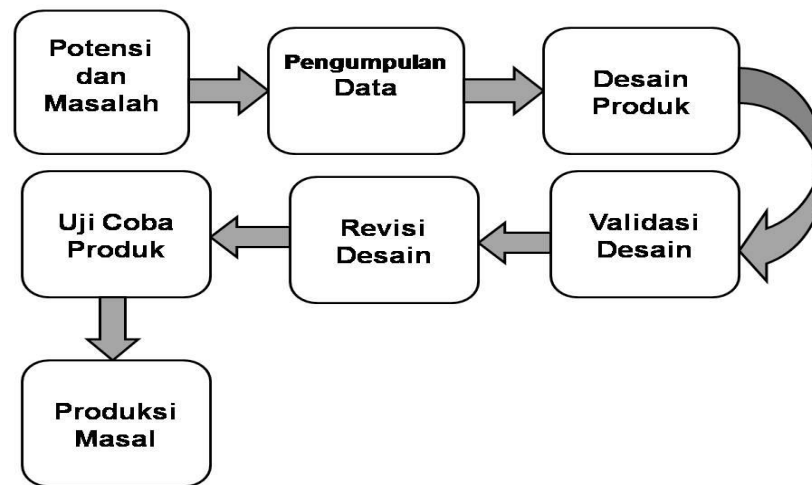 Potensi
dan
Masalah
Pengumpulan
Data
Desain
Produk
Validasi
Desain
Revisi
Desain
Uji Coba
Produk
Produksi
Masal